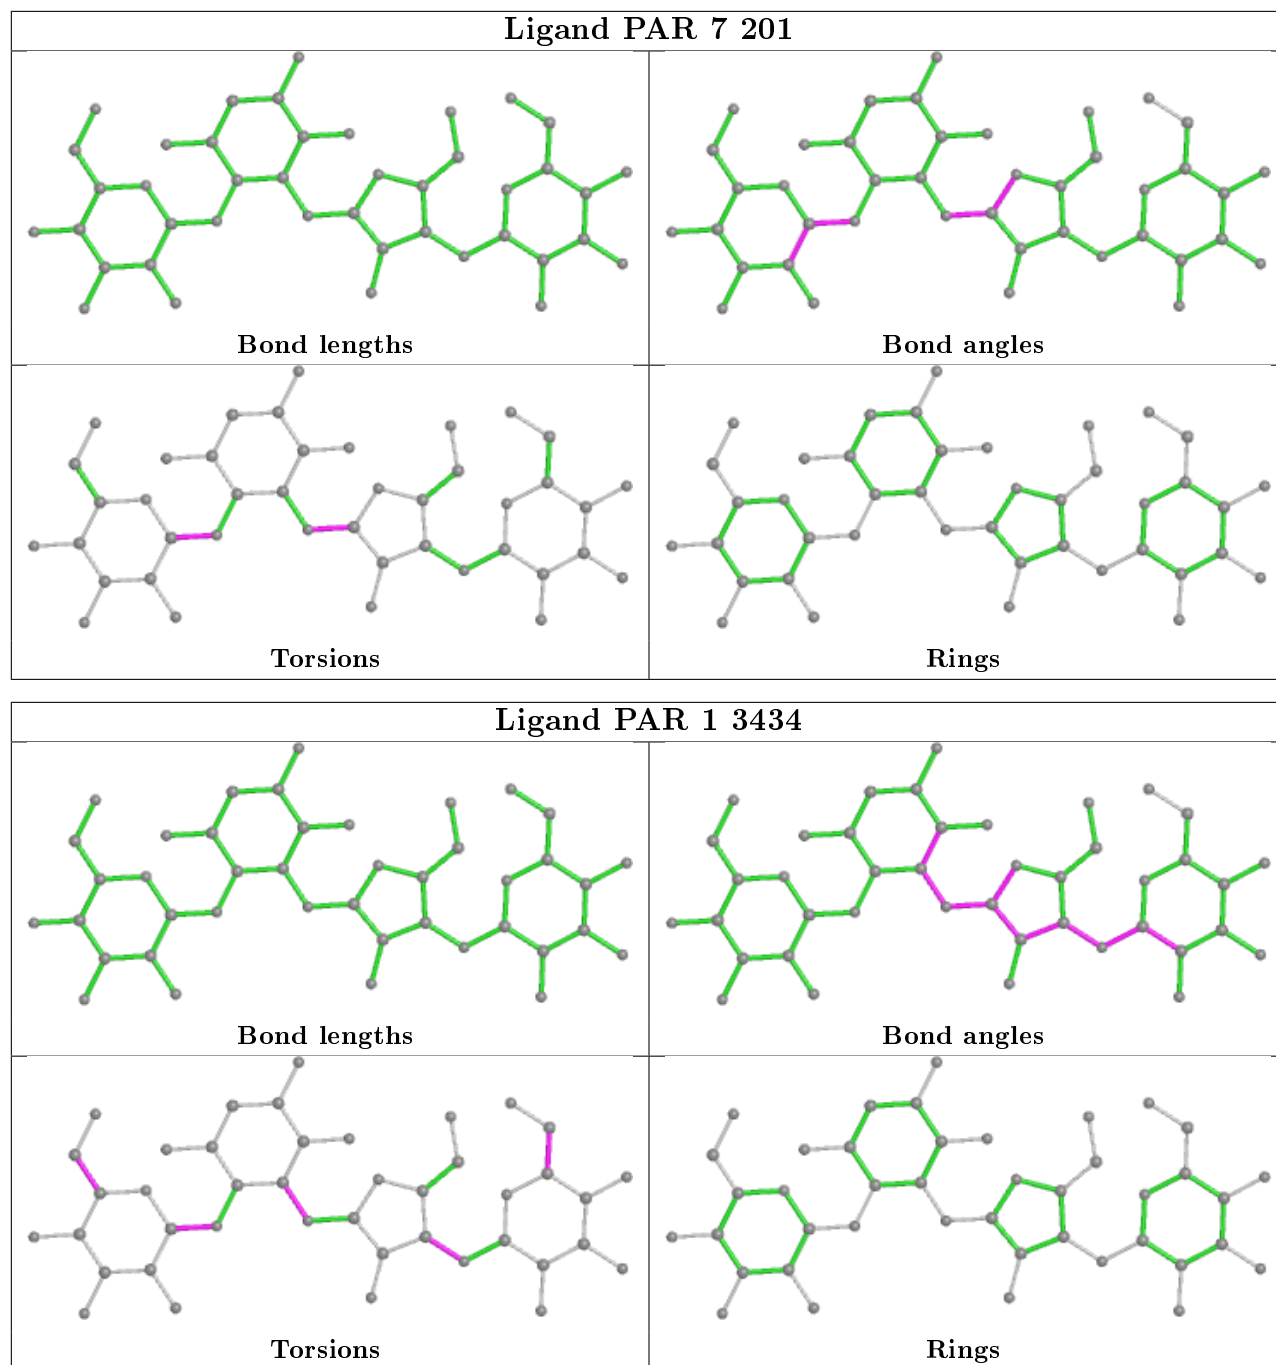 Ligand PAR 7 201
Bond lengths
Bond angles
Torsions
Rings
Ligand PAR 1 3434
Bond lengths
Bond angles
Torsions
Rings